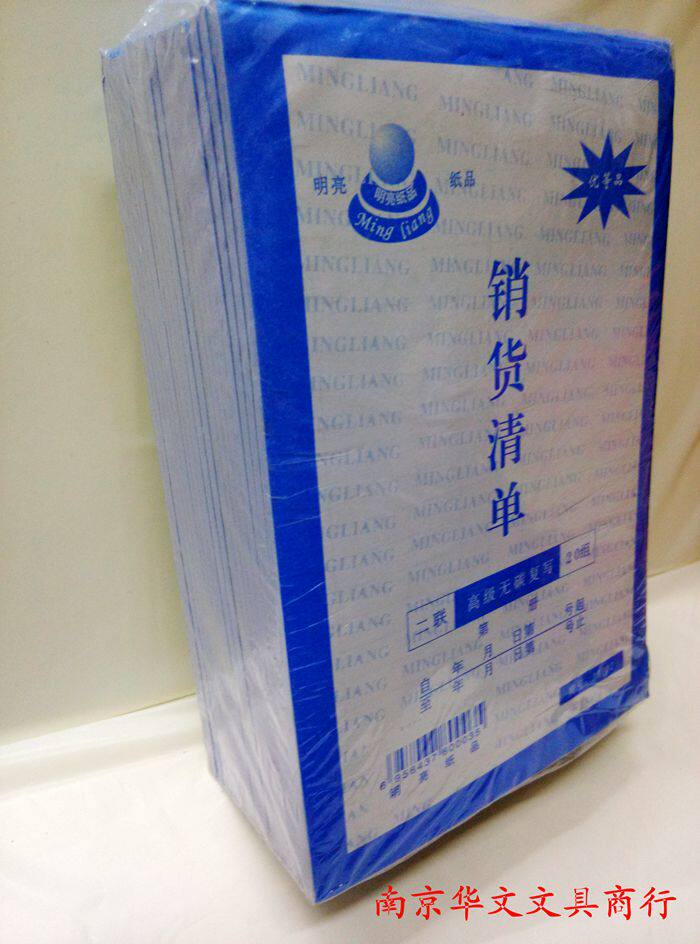 MINGLIANG
明亮
纸品
明亮纸品
Ming liang
优等品
销货清单
二联
高级无碳复写
20组
第 册
自 年 月 日第 号起
至 年 月 日第 号止
6 956437 600035
明亮纸品
南京华文文具商行